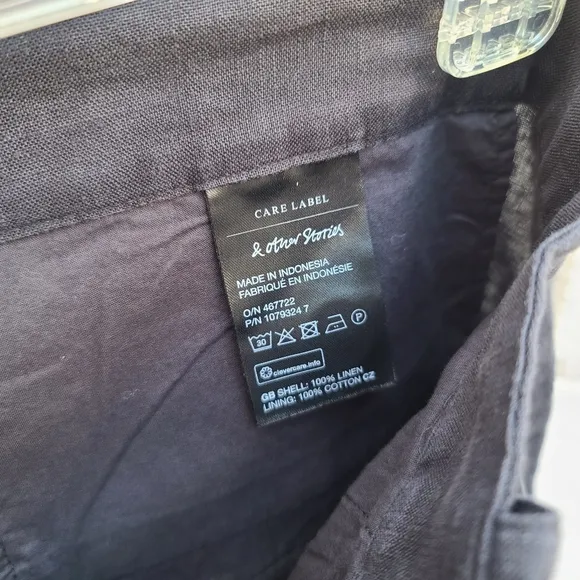 CARE LABEL
& other Stories
MADE IN INDONESIA
FABRIQUÉ EN INDONÉSIE
O/N 467722
P/N 1079324 7
30 P
clevercare.info
GB SHELL: 100% LINEN
LINING: 100% COTTON CZ